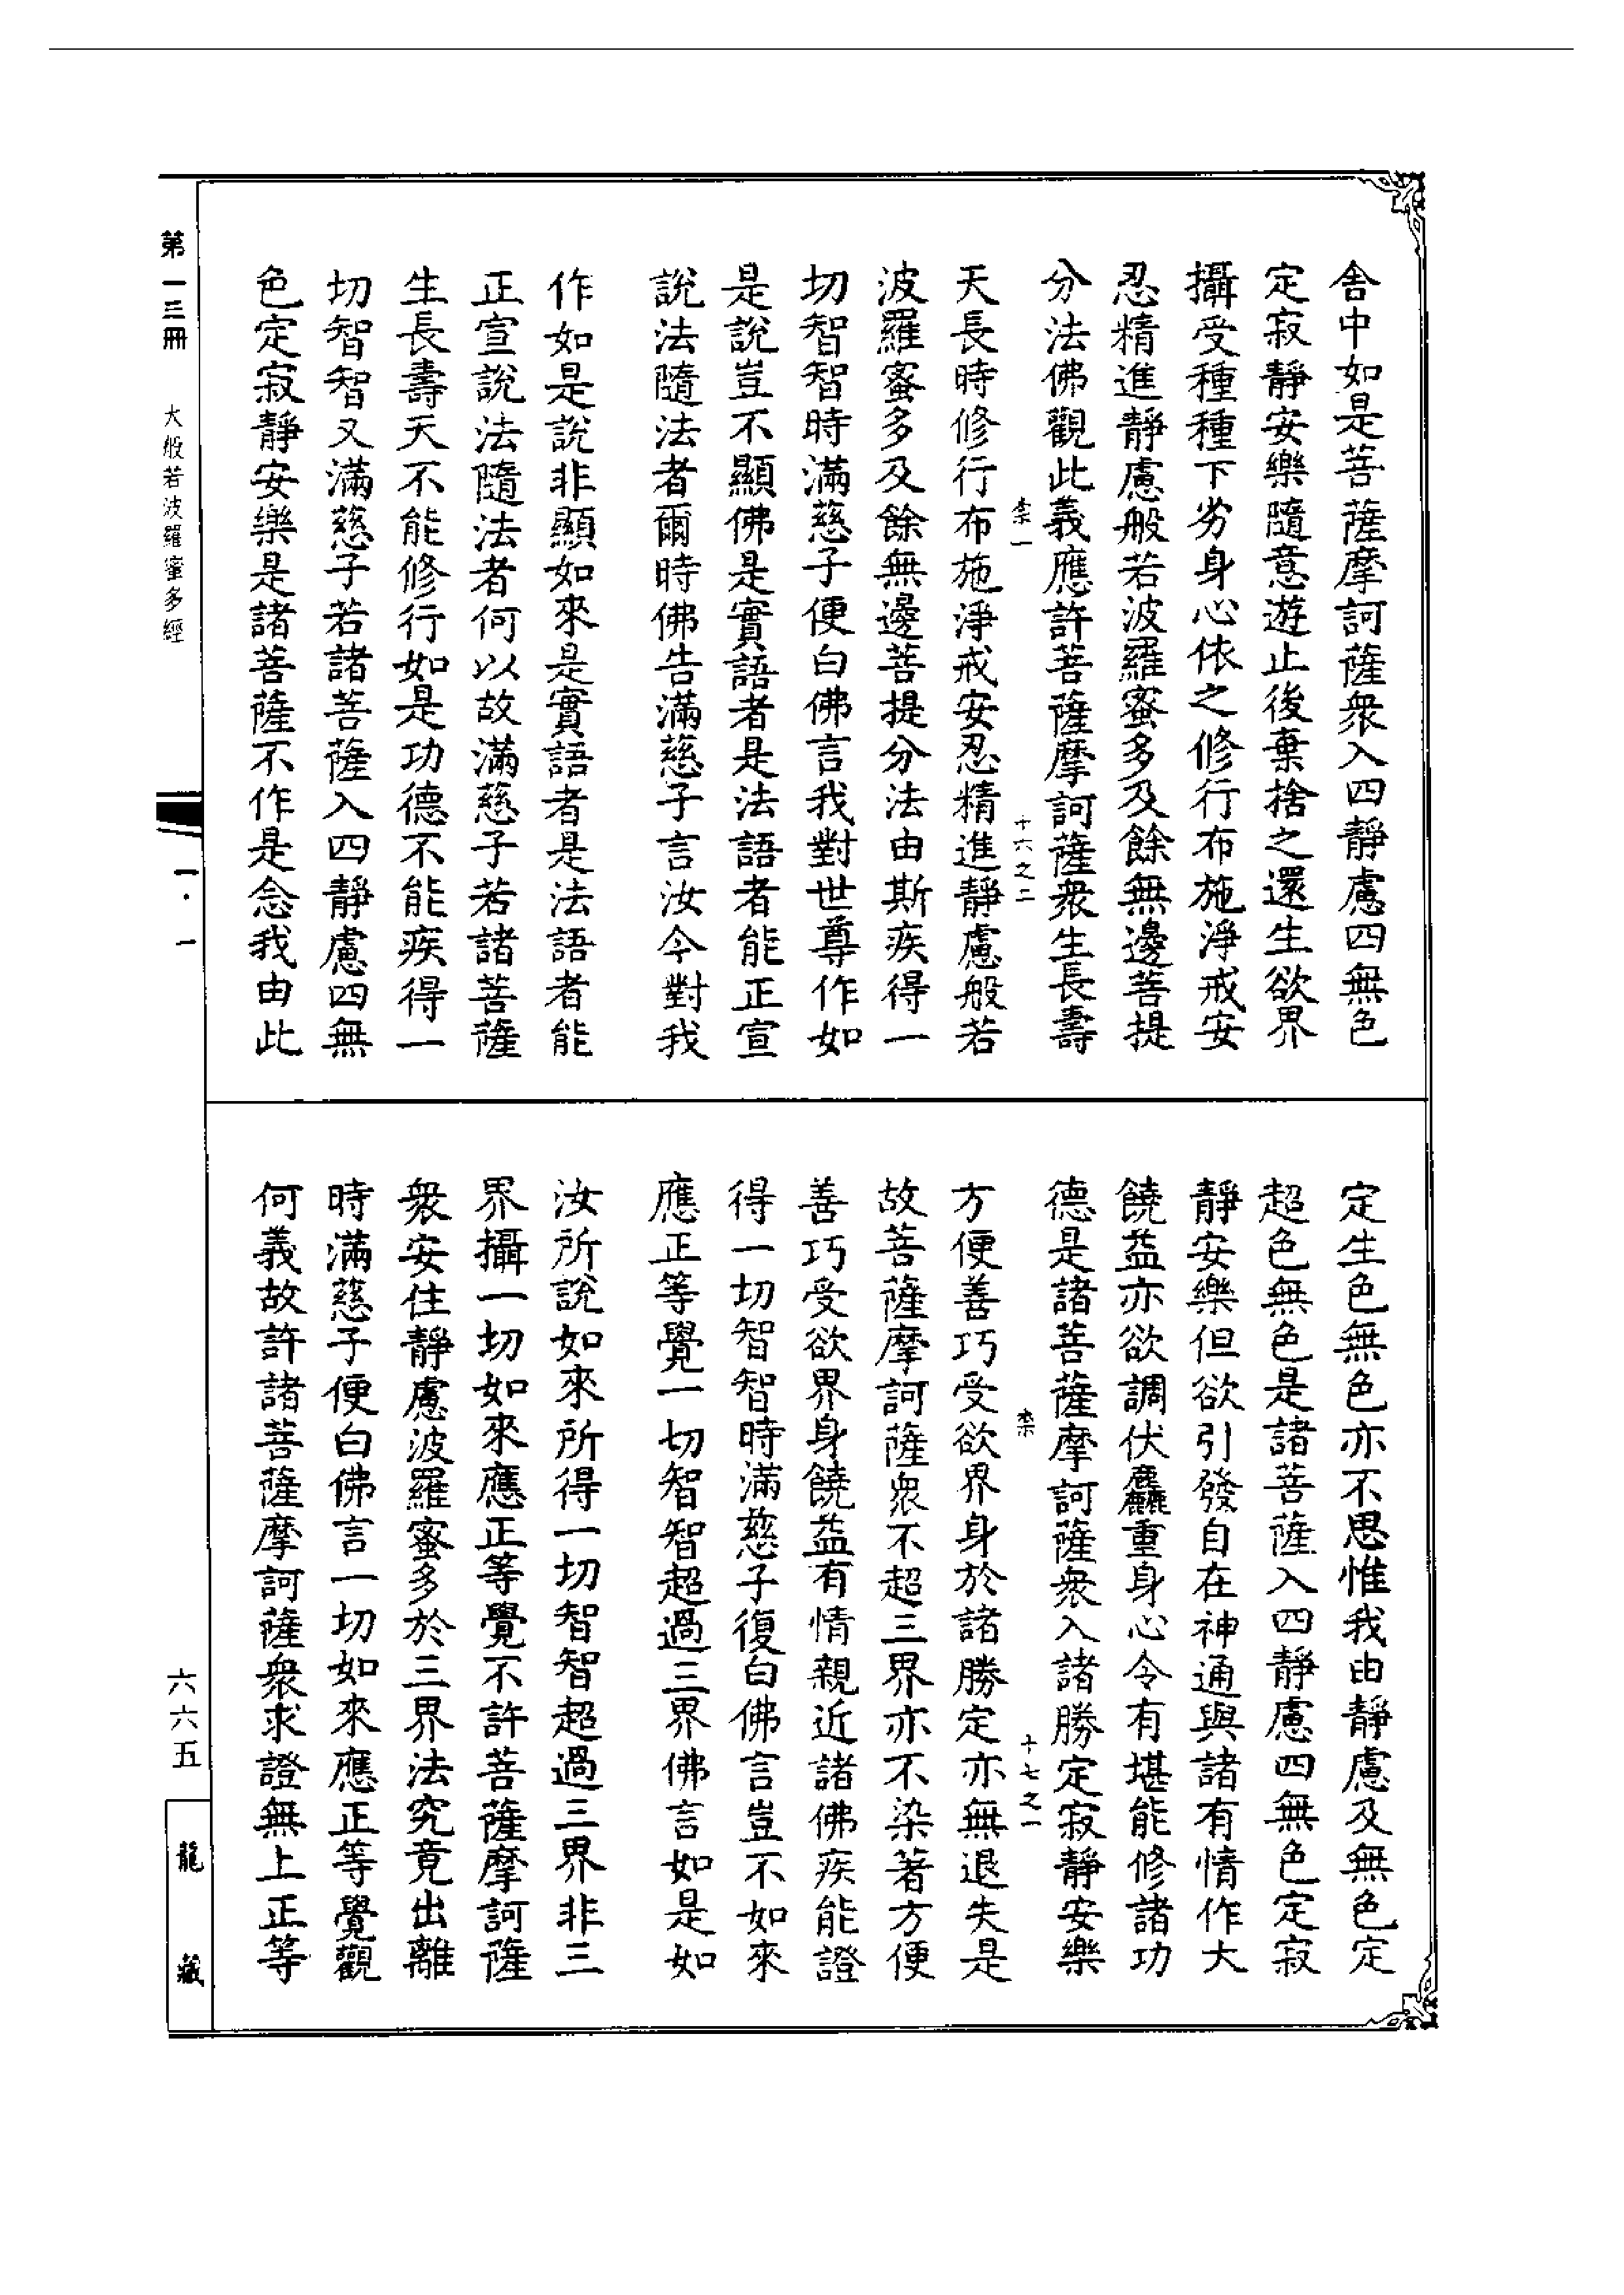 舍中如是菩薩摩訶薩衆入四靜慮四無色
定寂靜安樂隨意遊止後棄捨之還生欲界
攝受種種下劣身心依之修行布施淨戒安
忍精進靜慮般若波羅蜜多及餘無邊菩提
分法佛觀此義應許菩薩摩訶薩衆生長壽
柰一
十六之二
天長時修行布施淨戒安忍精進靜慮般若
波羅蜜多及餘無邊菩提分法由斯疾得一
切智智時滿慈子便白佛言我對世尊作如
是說豈不顯佛是實語者是法語者能正宣
說法隨法者爾時佛告滿慈子言汝今對我
作如是說非顯如來是實語者是法語者能
正宣說法隨法者何以故滿慈子若諸菩薩
生長壽天不能修行如是功德不能疾得一
切智智又滿慈子若諸菩薩入四靜慮四無
色定寂靜安樂是諸菩薩不作是念我由此
定生色無色亦不思惟我由靜慮及無色定
超色無色是諸菩薩入四靜慮四無色定寂
靜安樂但欲引發自在神通與諸有情作大
饒益亦欲調伏麤重身心令有堪能修諸功
德是諸菩薩摩訶薩衆入諸勝定寂靜安樂
柰
十七之一
方便善巧受欲界身於諸勝定亦無退失是
故菩薩摩訶薩衆不超三界亦不染著方便
善巧受欲界身饒益有情親近諸佛疾能證
得一切智智時滿慈子復白佛言豈不如來
應正等覺一切智智超過三界佛言如是如
汝所說如來所得一切智智超過三界非三
界攝一切如來應正等覺不許菩薩摩訶薩
衆安住靜慮波羅蜜多於三界法究竟出離
時滿慈子便白佛言一切如來應正等覺觀
何義故許諸菩薩摩訶薩衆求證無上正等
第一三冊
大般若波羅蜜多經
一・一
六六五
龍藏